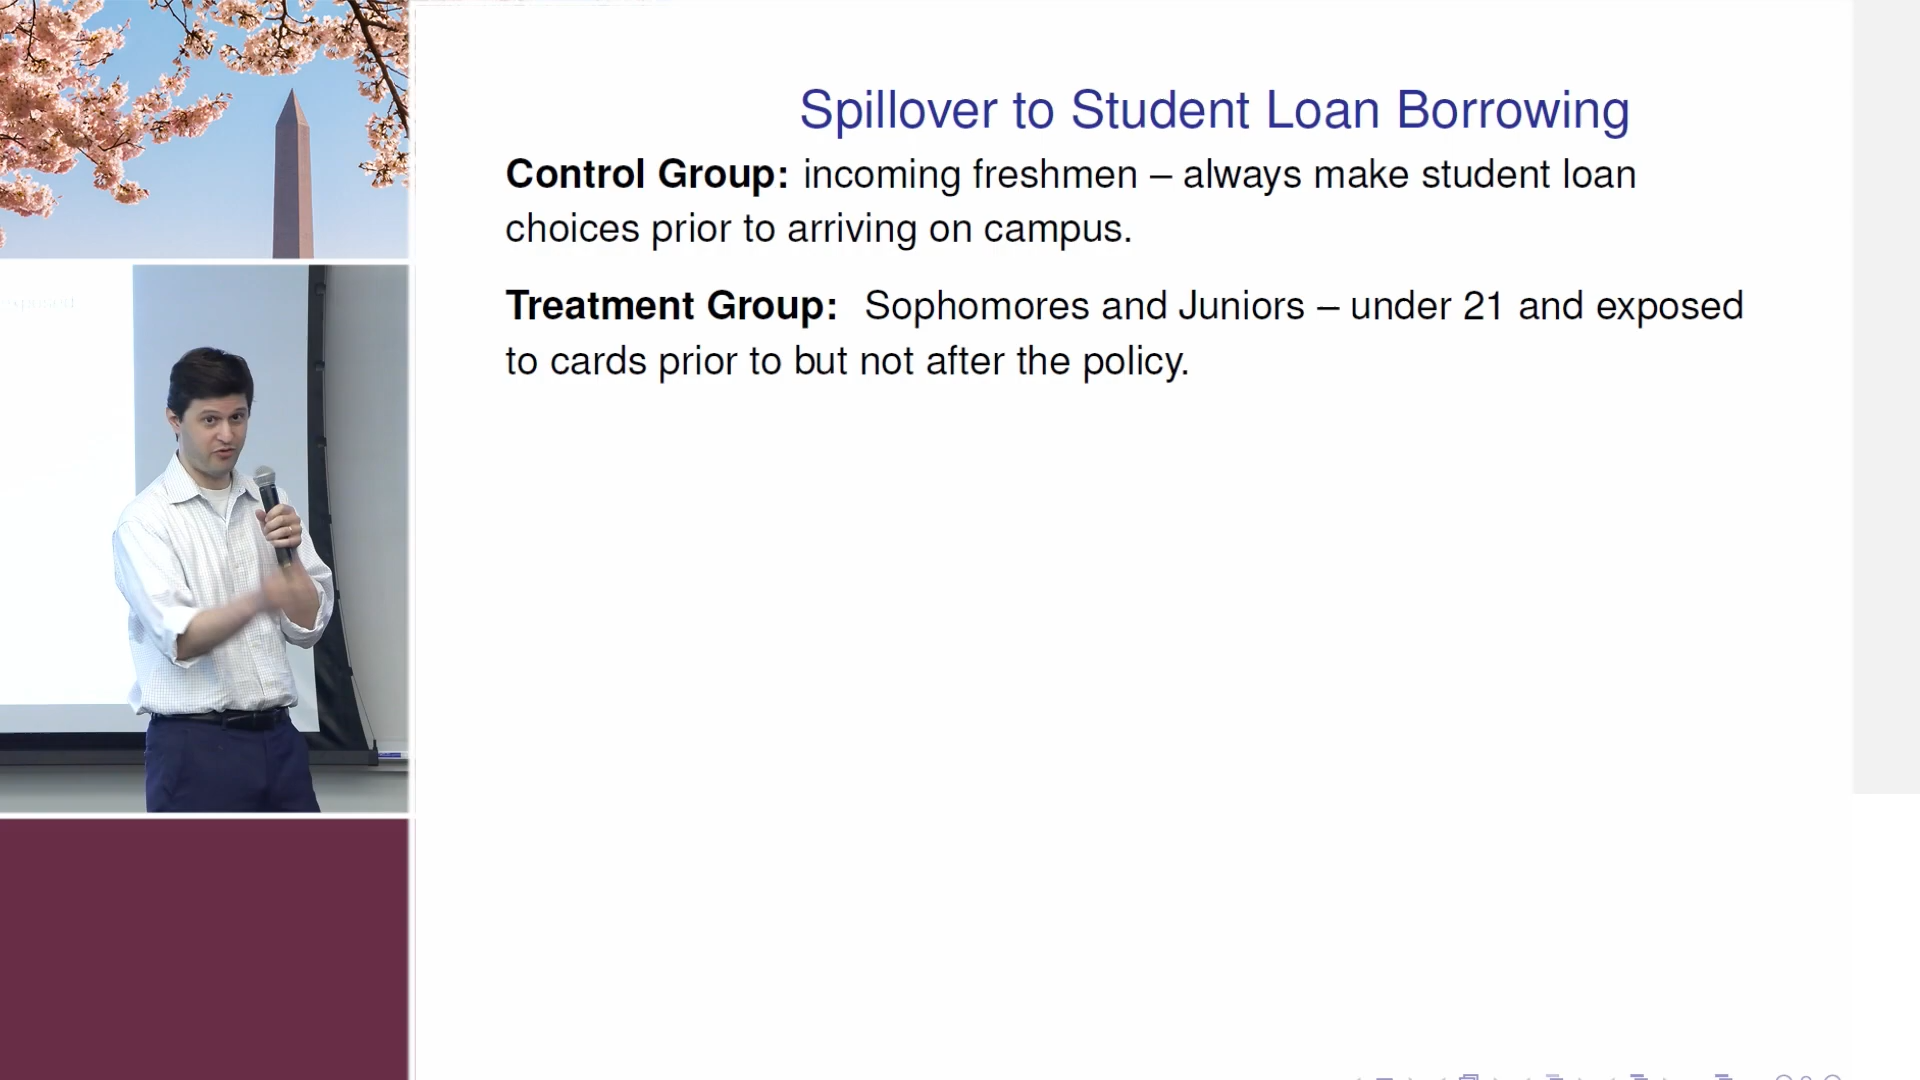 Spillover to Student Loan Borrowing
Control Group: incoming freshmen – always make student loan
choices prior to arriving on campus.
Treatment Group: Sophomores and Juniors – under 21 and exposed
to cards prior to but not after the policy.